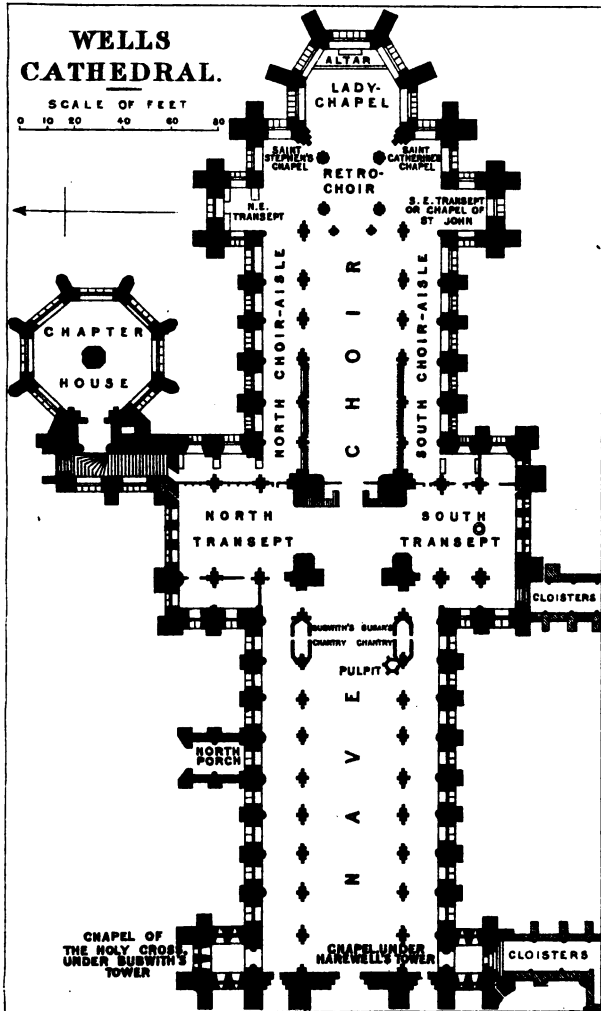 WELLS
CATHEDRAL.
SCALE OF FEET
0 10 20 40 60 80
ALTAR
LADY-
CHAPEL
SAINT
STEPHEN'S
CHAPEL
SAINT
CATHERINE'S
CHAPEL
RETRO-
CHOIR
N.E.
TRANSEPT
S.E. TRANSEPT
OR CHAPEL OF
ST JOHN
CHAPTER
HOUSE
NORTH CHOIR-AISLE
CHOIR
SOUTH CHOIR-AISLE
NORTH
TRANSEPT
SOUTH
TRANSEPT
CLOISTERS
BUBWITH'S SUGAR'S
CHANTRY CHANTRY
PULPIT
NORTH
PORCH
NAVE
CHAPEL OF
THE HOLY CROSS,
UNDER BUBWITH'S
TOWER
CHAPEL UNDER
HAREWELL'S TOWER
CLOISTERS